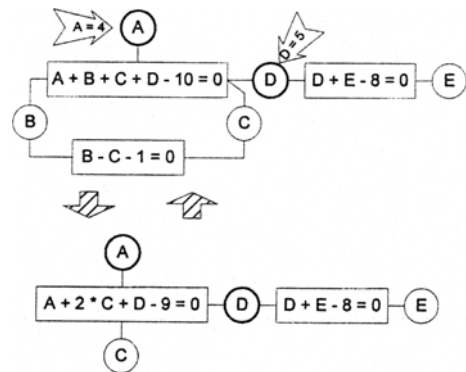 A = 4
A
D = 5
A + B + C + D - 10 = 0
D
D + E - 8 = 0
E
B
C
B - C - 1 = 0
A
A + 2 * C + D - 9 = 0
D
D + E - 8 = 0
E
C